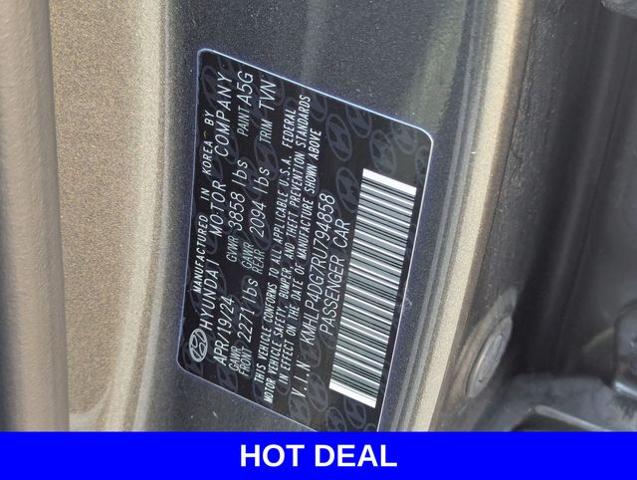 MANUFACTURED IN KOREA BY
HYUNDAI MOTOR COMPANY
APR/19/24 GVWR 3858 lbs PAINT A5G
GAWR FRONT 2271 lbs GAWR REAR 2094 lbs TRIM TVN
THIS VEHICLE CONFORMS TO ALL APPLICABLE U.S.A. FEDERAL
MOTOR VEHICLE SAFETY, BUMPER, AND THEFT PREVENTION STANDARDS
IN EFFECT ON THE DATE OF MANUFACTURE SHOWN ABOVE
V.I.N KMHLP4DG7RU794858
PASSENGER CAR
HOT DEAL